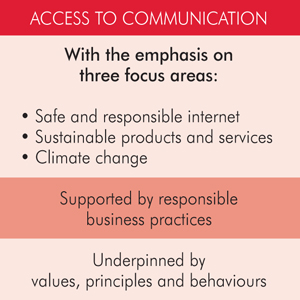 ACCESS TO COMMUNICATION
With the emphasis on
three focus areas:
• Safe and responsible internet
• Sustainable products and services
• Climate change
Supported by responsible
business practices
Underpinned by
values, principles and behaviours